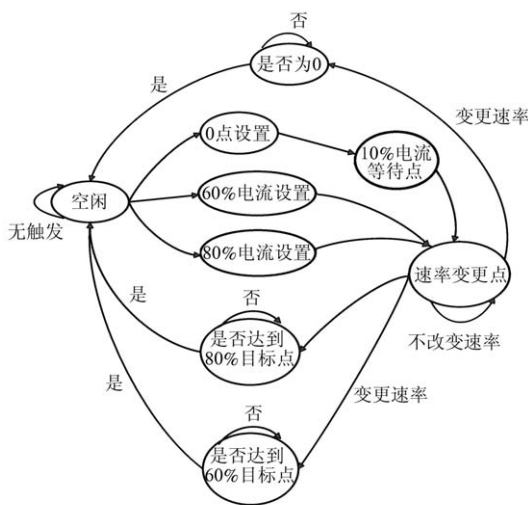 否
是否为0
是
变更速率
0点设置
10%电流
等待点
空闲
60%电流设置
无触发
80%电流设置
速率变更点
是
否
不改变速率
是否达到
80%目标点
是
变更速率
否
是否达到
60%目标点